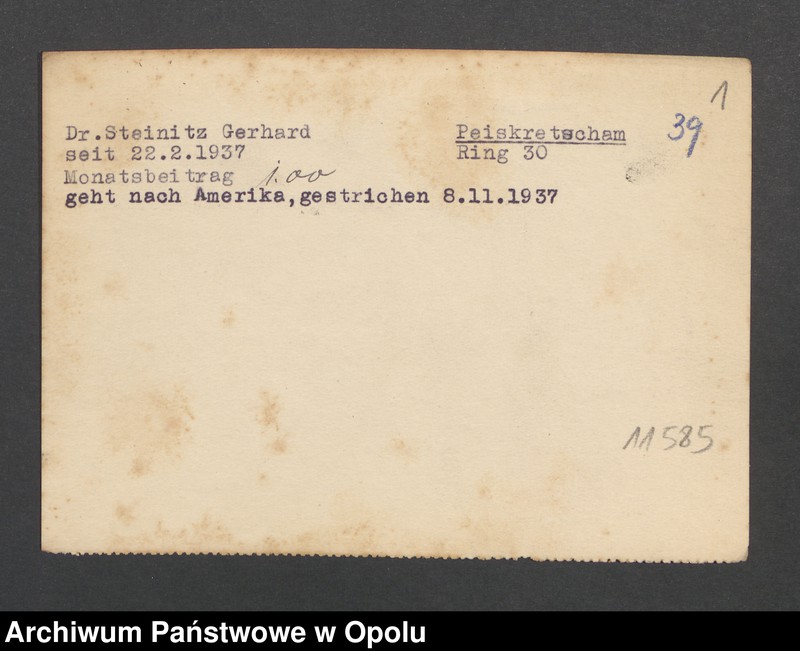 1
Dr.Steinitz Gerhard Peiskretscham 39
seit 22.2.1937 Ring 30
Monatsbeitrag 1.00
geht nach Amerika,gestrichen 8.11.1937
11585
Archiwum Państwowe w Opolu